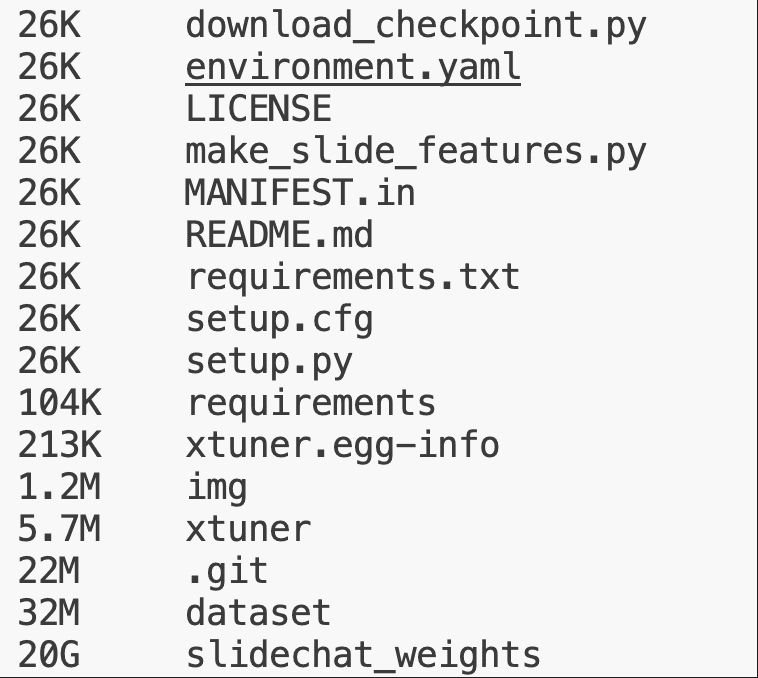 26K download_checkpoint.py
26K environment.yaml
26K LICENSE
26K make_slide_features.py
26K MANIFEST.in
26K README.md
26K requirements.txt
26K setup.cfg
26K setup.py
104K requirements
213K xtuner.egg-info
1.2M img
5.7M xtuner
22M .git
32M dataset
20G slidechat_weights